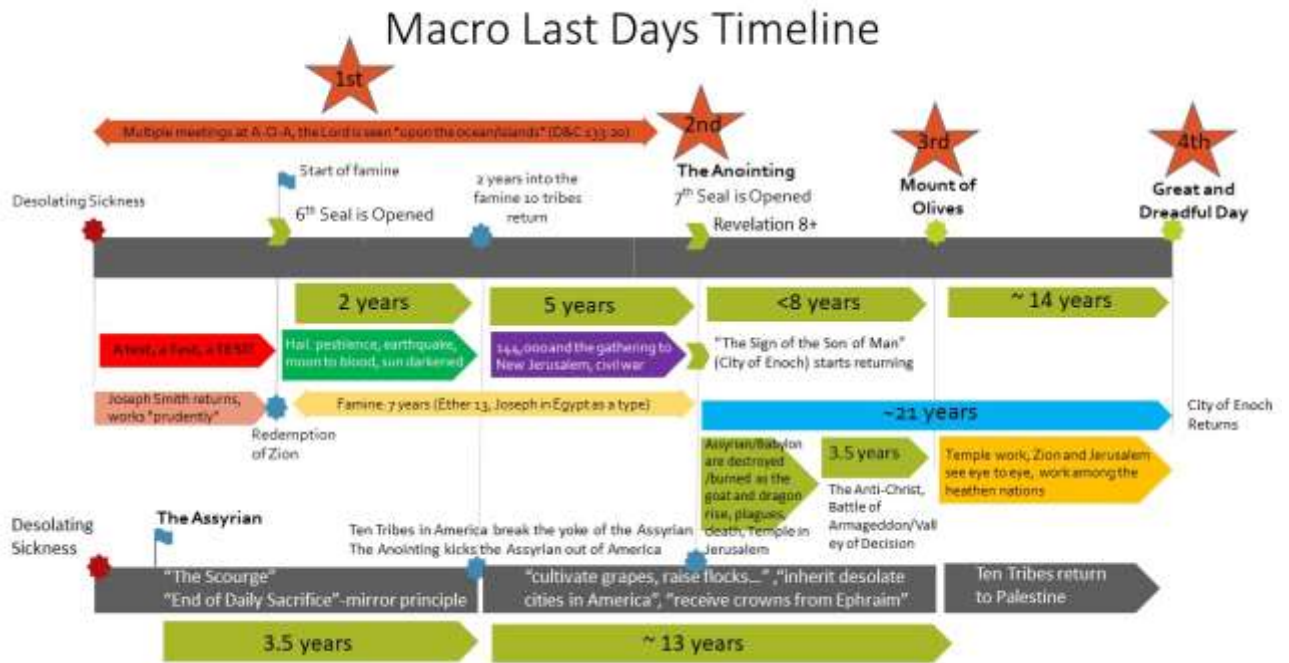 Macro Last Days Timeline
1st
Multiple meetings at A-O-A, the Lord is seen "upon the ocean/islands" (D&C 133:20)
2nd
3rd
4th
Start of famine
Desolating Sickness
6th Seal is Opened
2 years into the
famine 10 tribes
return
The Anointing
7th Seal is Opened
Revelation 8+
Mount of
Olives
Great and
Dreadful Day
2 years
5 years
<8 years
~ 14 years
A test, a Test, a TEST!
Hail, pestilence, earthquake,
moon to blood, sun darkened
144,000 and the gathering to
New Jerusalem, civil war
"The Sign of the Son of Man"
(City of Enoch) starts returning
Joseph Smith returns,
works "prudently"
Famine: 7 years (Ether 13, Joseph in Egypt as a type)
~21 years
City of Enoch
Returns
Redemption
of Zion
Assyrian/Babylon
are destroyed
/burned as the
goat and dragon
rise, plagues,
death, Temple in
Jerusalem
3.5 years
The Anti-Christ,
Battle of
Armageddon/Vall
ey of Decision
Temple work, Zion and Jerusalem
see eye to eye, work among the
heathen nations
Desolating
Sickness
The Assyrian
Ten Tribes in America break the yoke of the Assyrian
The Anointing kicks the Assyrian out of America
"The Scourge"
"End of Daily Sacrifice"-mirror principle
"cultivate grapes, raise flocks…" ,"inherit desolate
cities in America", "receive crowns from Ephraim"
Ten Tribes return
to Palestine
3.5 years
~ 13 years